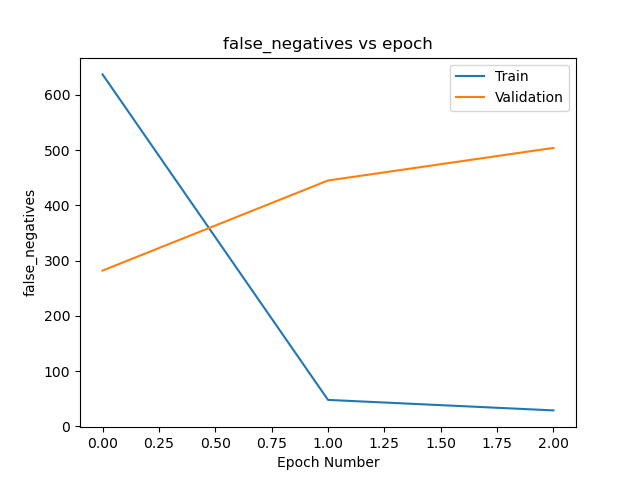 false_negatives vs epoch
Train
Validation
false_negatives
600
500
400
300
200
100
0
0.00 0.25 0.50 0.75 1.00 1.25 1.50 1.75 2.00
Epoch Number